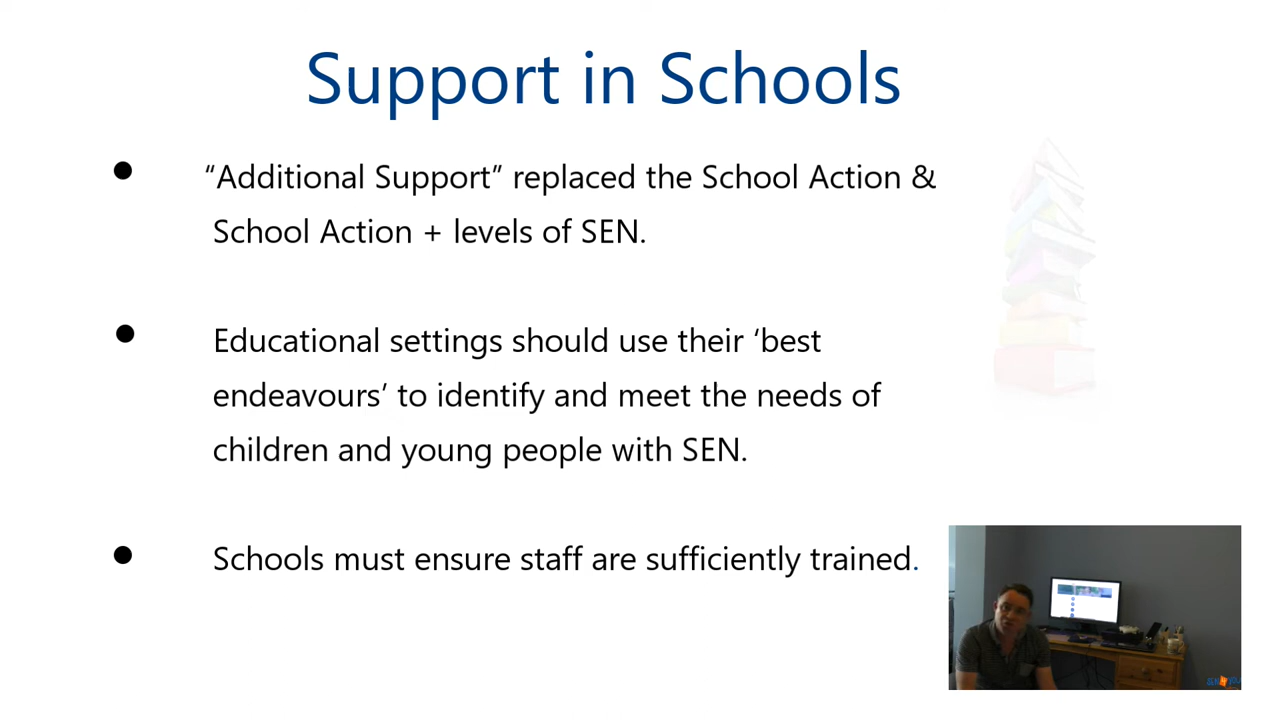 Support in Schools
“Additional Support” replaced the School Action &
School Action + levels of SEN.
Educational settings should use their ‘best
endeavours’ to identify and meet the needs of
children and young people with SEN.
Schools must ensure staff are sufficiently trained.
SEN
YOU